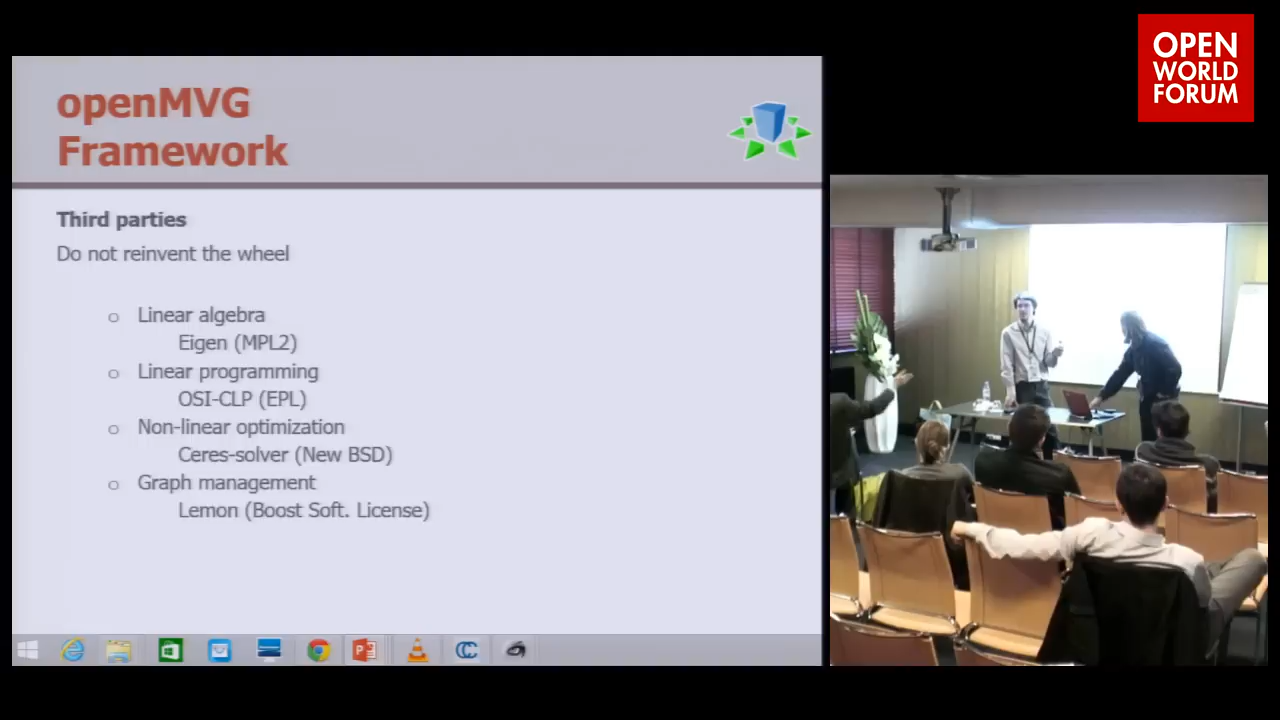 OPEN
WORLD
FORUM
openMVG
Framework
Third parties
Do not reinvent the wheel
o Linear algebra
Eigen (MPL2)
o Linear programming
OSI-CLP (EPL)
o Non-linear optimization
Ceres-solver (New BSD)
o Graph management
Lemon (Boost Soft. License)